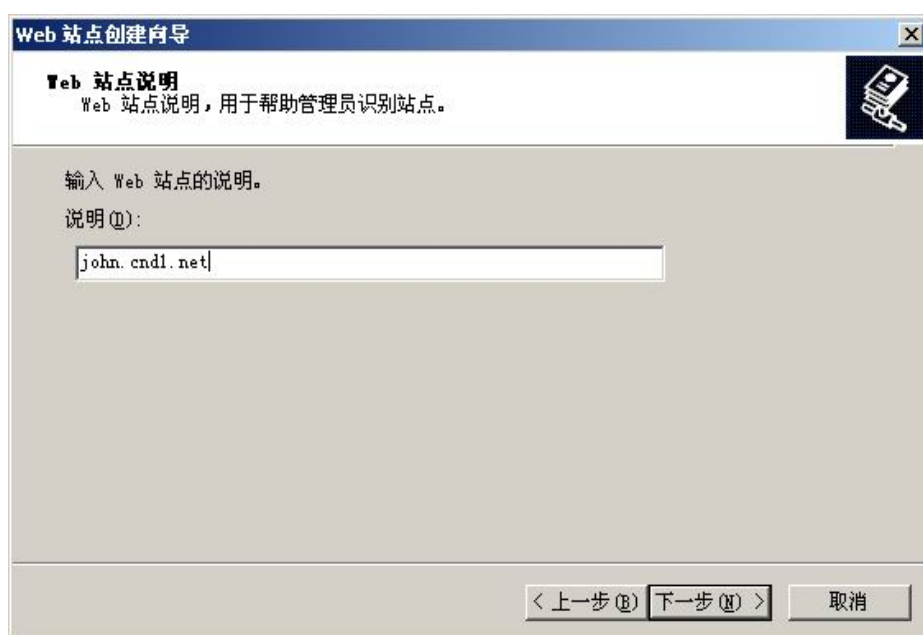 Web 站点创建向导
Web 站点说明
Web 站点说明，用于帮助管理员识别站点。
输入 Web 站点的说明。
说明(D):
john.cnd1.net
< 上一步(B) 下一步(N) > 取消